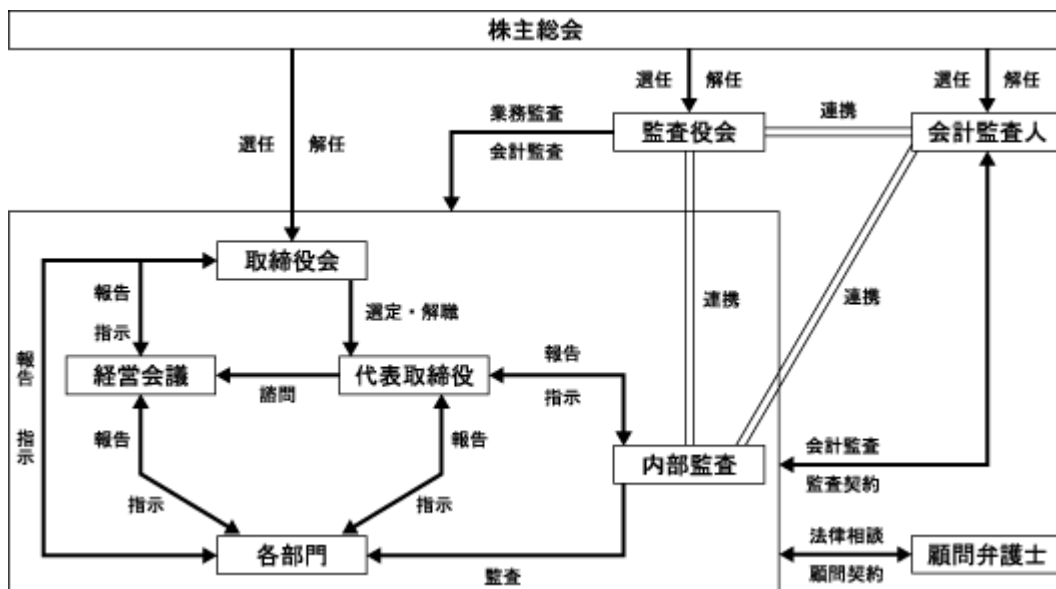 株主総会
選任 解任
選任 解任
選任 解任
業務監査
会計監査
監査役会
連携
会計監査人
取締役会
報告
指示
選定・解職
連携
連携
報告
指示
経営会議
諮問
代表取締役
報告
指示
報告
指示
報告
指示
内部監査
会計監査
監査契約
各部門
監査
法律相談
顧問契約
顧問弁護士